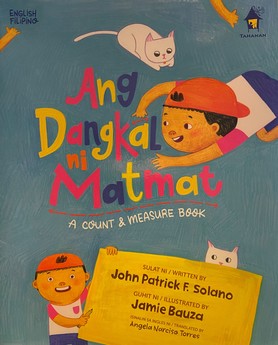 ENGLISH
FILIPINO
TAHANAN
Ang
Dangkal
ni
Matmat
A COUNT & MEASURE BOOK
SULAT NI / WRITTEN BY
John Patrick F. Solano
GUHIT NI / ILLUSTRATED BY
Jamie Bauza
ISINALIN SA INGLES NI / TRANSLATED BY
Angela Narciso Torres